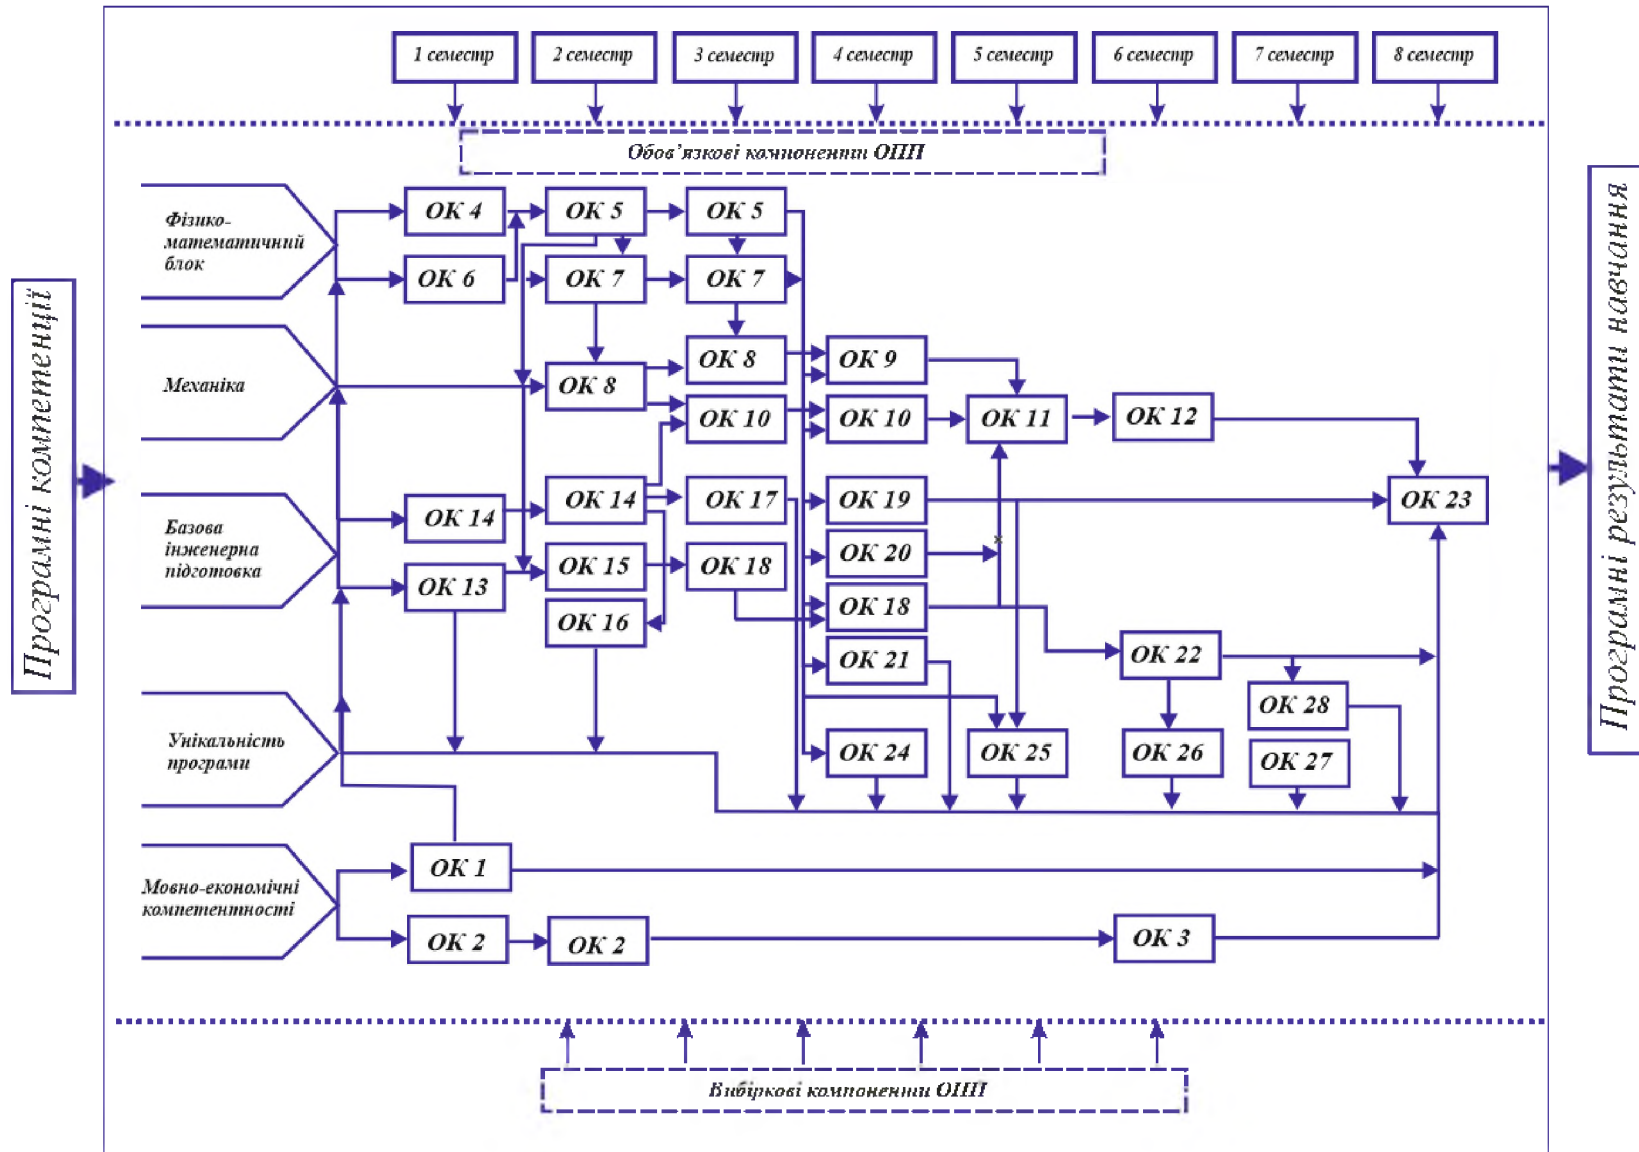 1 семестр
2 семестр
3 семестр
4 семестр
5 семестр
6 семестр
7 семестр
8 семестр
Обов’язкові компоненти ОПП
Програмні компетенції
Програмні результати навчання
Фізико-
математичний
блок
ОК 4
ОК 5
ОК 5
ОК 6
ОК 7
ОК 7
Механіка
ОК 8
ОК 8
ОК 9
ОК 10
ОК 10
ОК 11
ОК 12
Базова
інженерна
підготовка
ОК 14
ОК 14
ОК 17
ОК 19
ОК 23
ОК 13
ОК 15
ОК 18
ОК 20
ОК 16
ОК 18
ОК 21
ОК 22
ОК 28
Унікальність
програми
ОК 24
ОК 25
ОК 26
ОК 27
Мовно-економічні
компетентності
ОК 1
ОК 2
ОК 2
ОК 3
Вибіркові компоненти ОПП